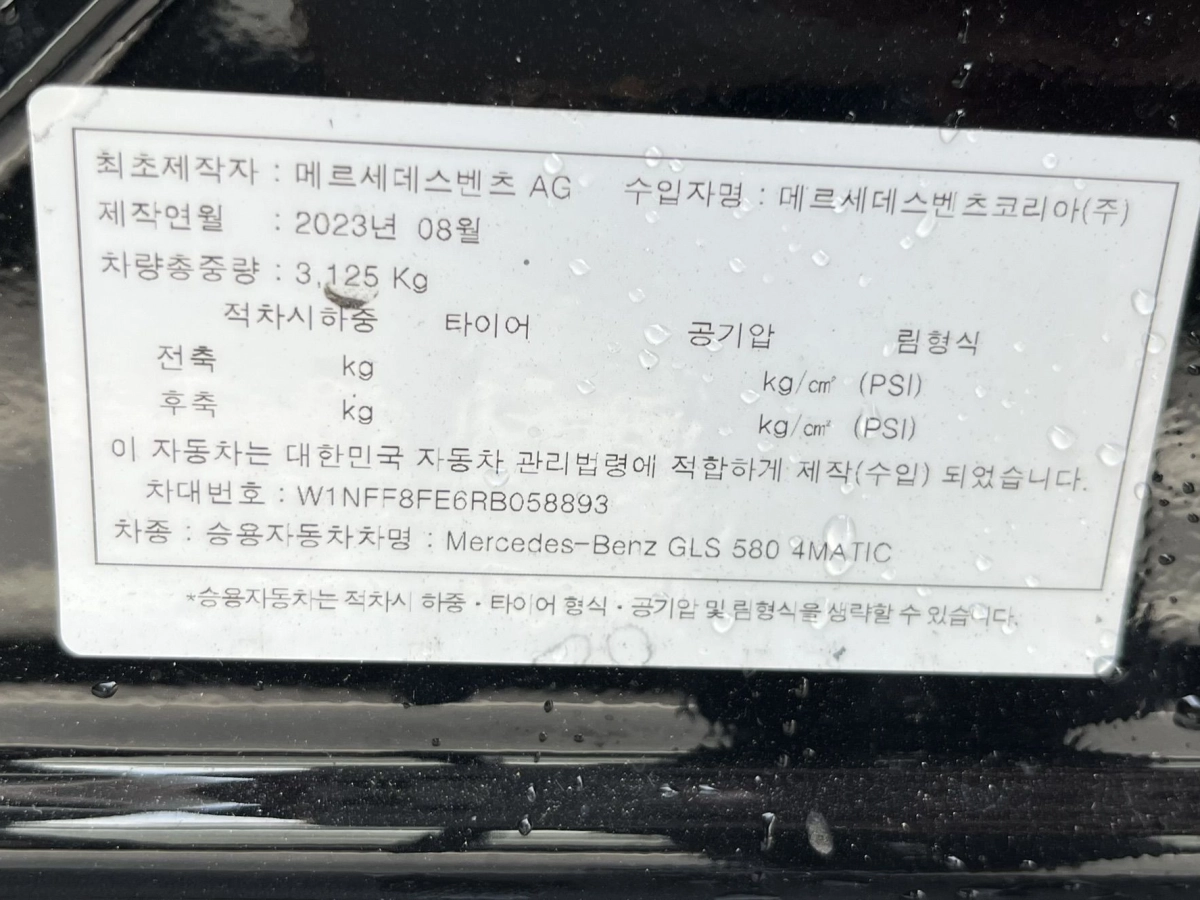 최초제작자 : 메르세데스벤츠 AG 수입자명 : 메르세데스벤츠코리아(주)
제작연월 : 2023년 08월
차량총중량 : 3,125 Kg
적차시하중 타이어 공기압 림형식
전축 kg kg/㎠ (PSI)
후축 kg kg/㎠ (PSI)
이 자동차는 대한민국 자동차 관리법령에 적합하게 제작(수입) 되었습니다.
차대번호 : W1NFF8FE6RB058893
차종 : 승용자동차차명 : Mercedes-Benz GLS 580 4MATIC
*승용자동차는 적차시 하중・타이어 형식・공기압 및 림형식을 생략할 수 있습니다.